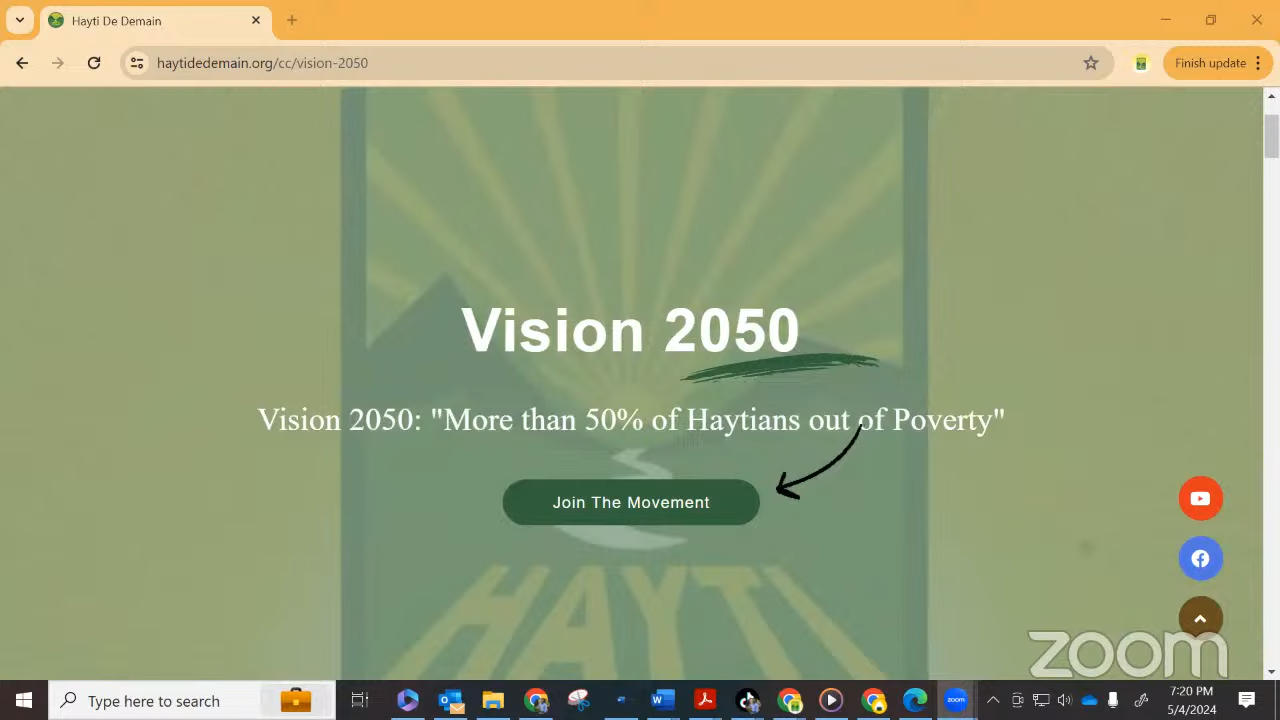 Hayti De Demain
haytidedemain.org/cc/vision-2050
Finish update
Vision 2050
Vision 2050: "More than 50% of Haytians out of Poverty"
Join The Movement
HAYTI
zoom
Type here to search
zoom
7:20 PM
5/4/2024